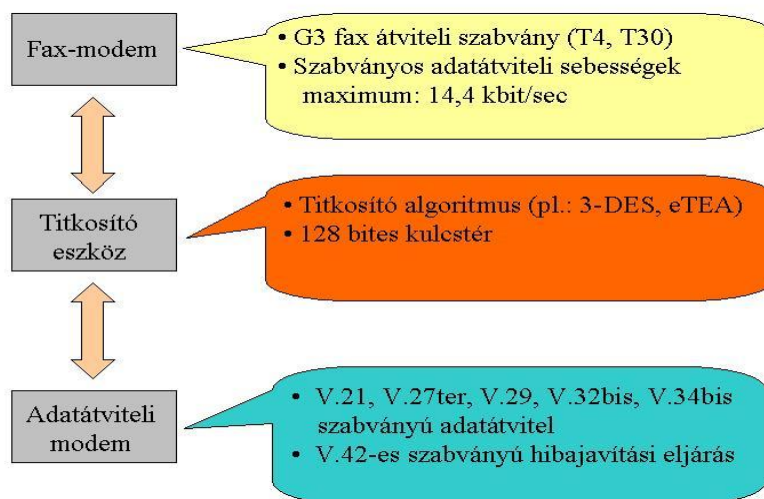 Fax-modem
• G3 fax átviteli szabvány (T4, T30)
• Szabványos adatátviteli sebességek
maximum: 14,4 kbit/sec
Titkosító
eszköz
• Titkosító algoritmus (pl.: 3-DES, eTEA)
• 128 bites kulcstér
Adatátviteli
modem
• V.21, V.27ter, V.29, V.32bis, V.34bis
szabványú adatátvitel
• V.42-es szabványú hibajavítási eljárás